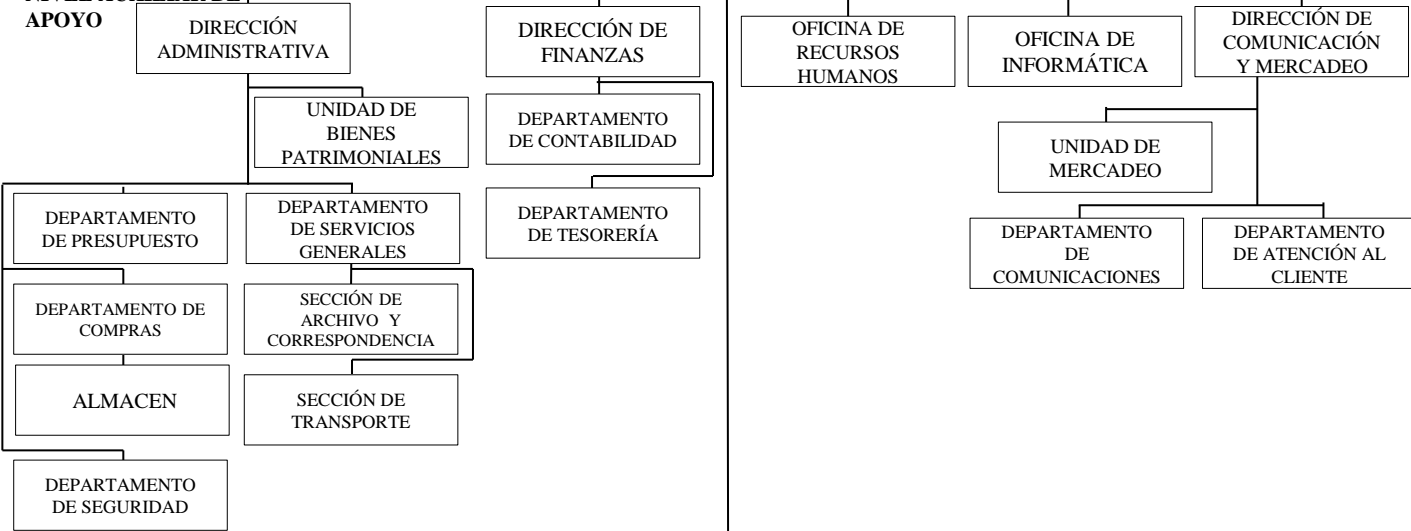 NIVEL AUXILIAR DE
APOYO
DIRECCIÓN
ADMINISTRATIVA
UNIDAD DE
BIENES
PATRIMONIALES
DEPARTAMENTO
DE PRESUPUESTO
DEPARTAMENTO
DE SERVICIOS
GENERALES
DEPARTAMENTO DE
COMPRAS
SECCIÓN DE
ARCHIVO Y
CORRESPONDENCIA
ALMACEN
SECCIÓN DE
TRANSPORTE
DEPARTAMENTO
DE SEGURIDAD
DIRECCIÓN DE
FINANZAS
DEPARTAMENTO
DE CONTABILIDAD
DEPARTAMENTO
DE TESORERÍA
OFICINA DE
RECURSOS
HUMANOS
OFICINA DE
INFORMÁTICA
DIRECCIÓN DE
COMUNICACIÓN
Y MERCADEO
UNIDAD DE
MERCADEO
DEPARTAMENTO
DE
COMUNICACIONES
DEPARTAMENTO
DE ATENCIÓN AL
CLIENTE